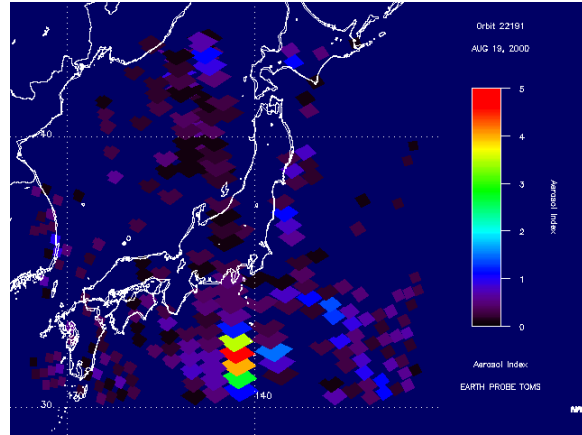 Orbit 22191
AUG 19, 2000
5
4
3
2
1
0
Aerosol Index
40
140
30
Aerosol Index
EARTH PROBE TOMS